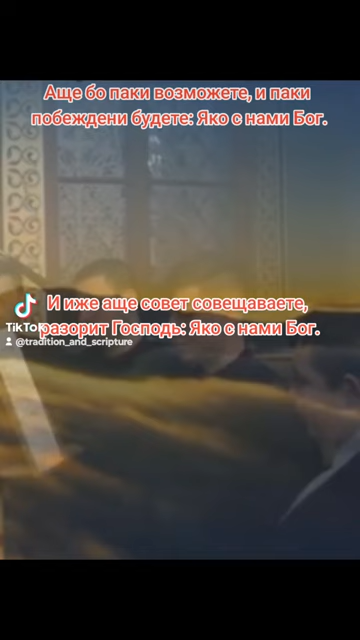 Аще бо паки возможете, и паки
побеждени будете: Яко с нами Бог.
И иже аще совет совещаваете,
разорит Господь: Яко с нами Бог.
TikTok
@tradition_and_scripture